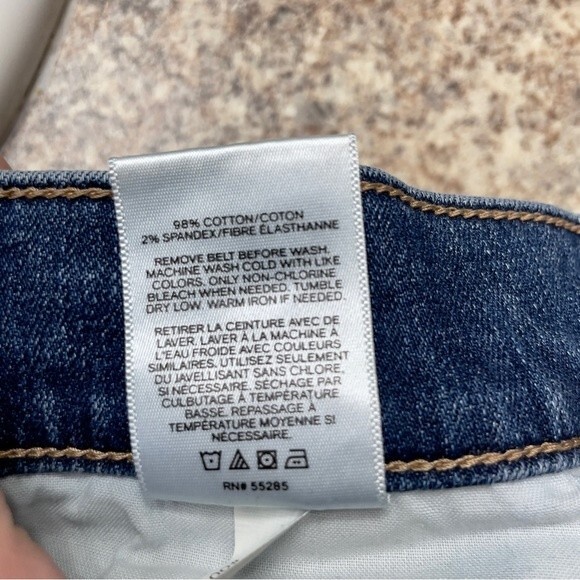 98% COTTON/COTON
2% SPANDEX/FIBRE ÉLASTHANNE
REMOVE BELT BEFORE WASH.
MACHINE WASH COLD WITH LIKE
COLORS. ONLY NON-CHLORINE
BLEACH WHEN NEEDED. TUMBLE
DRY LOW. WARM IRON IF NEEDED.
RETIRER LA CEINTURE AVEC DE
LAVER. LAVER À LA MACHINE À
L'EAU FROIDE AVEC COULEURS
SIMILAIRES. UTILISEZ SEULEMENT
DU JAVELLISANT SANS CHLORE,
SI NÉCESSAIRE. SÉCHAGE PAR
CULBUTAGE À TEMPÉRATURE
BASSE. REPASSAGE À
TEMPÉRATURE MOYENNE SI
NÉCESSAIRE.
RN# 55285